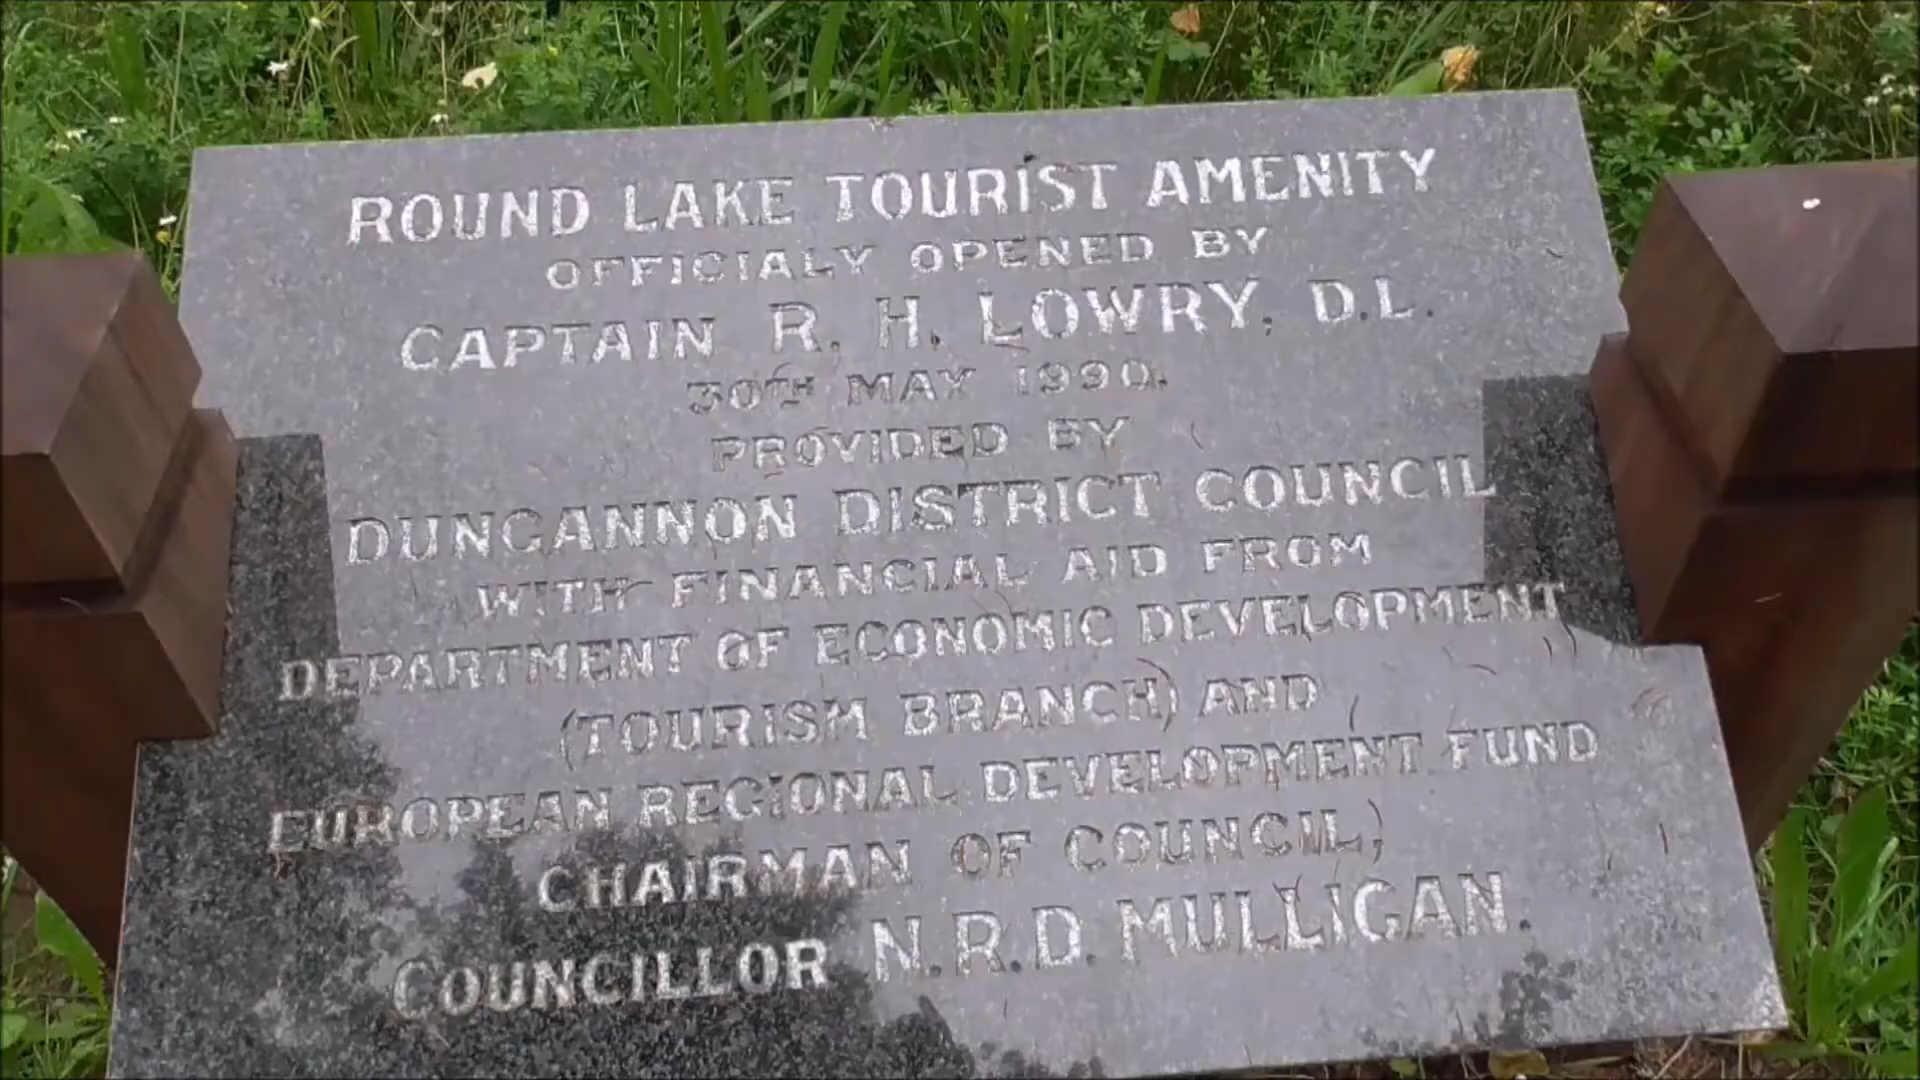 ROUND LAKE TOURIST AMENITY
OFFICIALY OPENED BY
CAPTAIN R. H. LOWRY, D.L.
30TH MAY 1990.
PROVIDED BY
DUNGANNON DISTRICT COUNCIL
WITH FINANCIAL AID FROM
DEPARTMENT OF ECONOMIC DEVELOPMENT
(TOURISM BRANCH) AND
EUROPEAN REGIONAL DEVELOPMENT FUND
CHAIRMAN OF COUNCIL,
COUNCILLOR N.R.D. MULLIGAN.